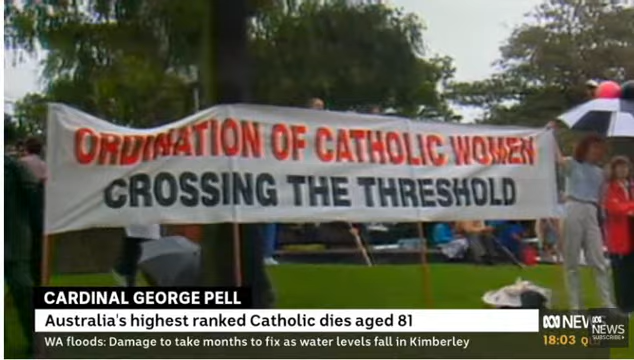 ORDINATION OF CATHOLIC WOMEN
CROSSING THE THRESHOLD
CARDINAL GEORGE PELL
Australia's highest ranked Catholic dies aged 81
WA floods: Damage to take months to fix as water levels fall in Kimberley
NEWS
SUBSCRIBE
18:03